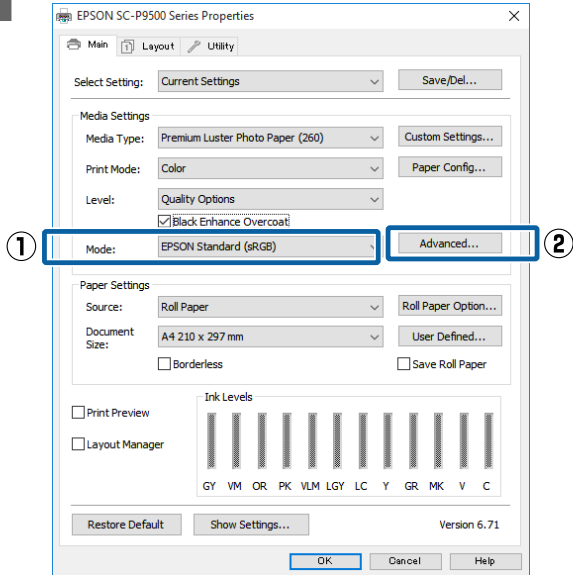 EPSON SC-P9500 Series Properties
Main Layout Utility
Select Setting: Current Settings Save/Del...
Media Settings
Media Type: Premium Luster Photo Paper (260) Custom Settings...
Print Mode: Color Paper Config...
Level: Quality Options
Black Enhance Overcoat
① Mode: EPSON Standard (sRGB) Advanced... ②
Paper Settings
Source: Roll Paper Roll Paper Option...
Document Size: A4 210 x 297 mm User Defined...
Borderless Save Roll Paper
Ink Levels
Print Preview
Layout Manager
GY VM OR PK VLM LGY LC Y GR MK V C
Restore Default Show Settings... Version 6.71
OK Cancel Help